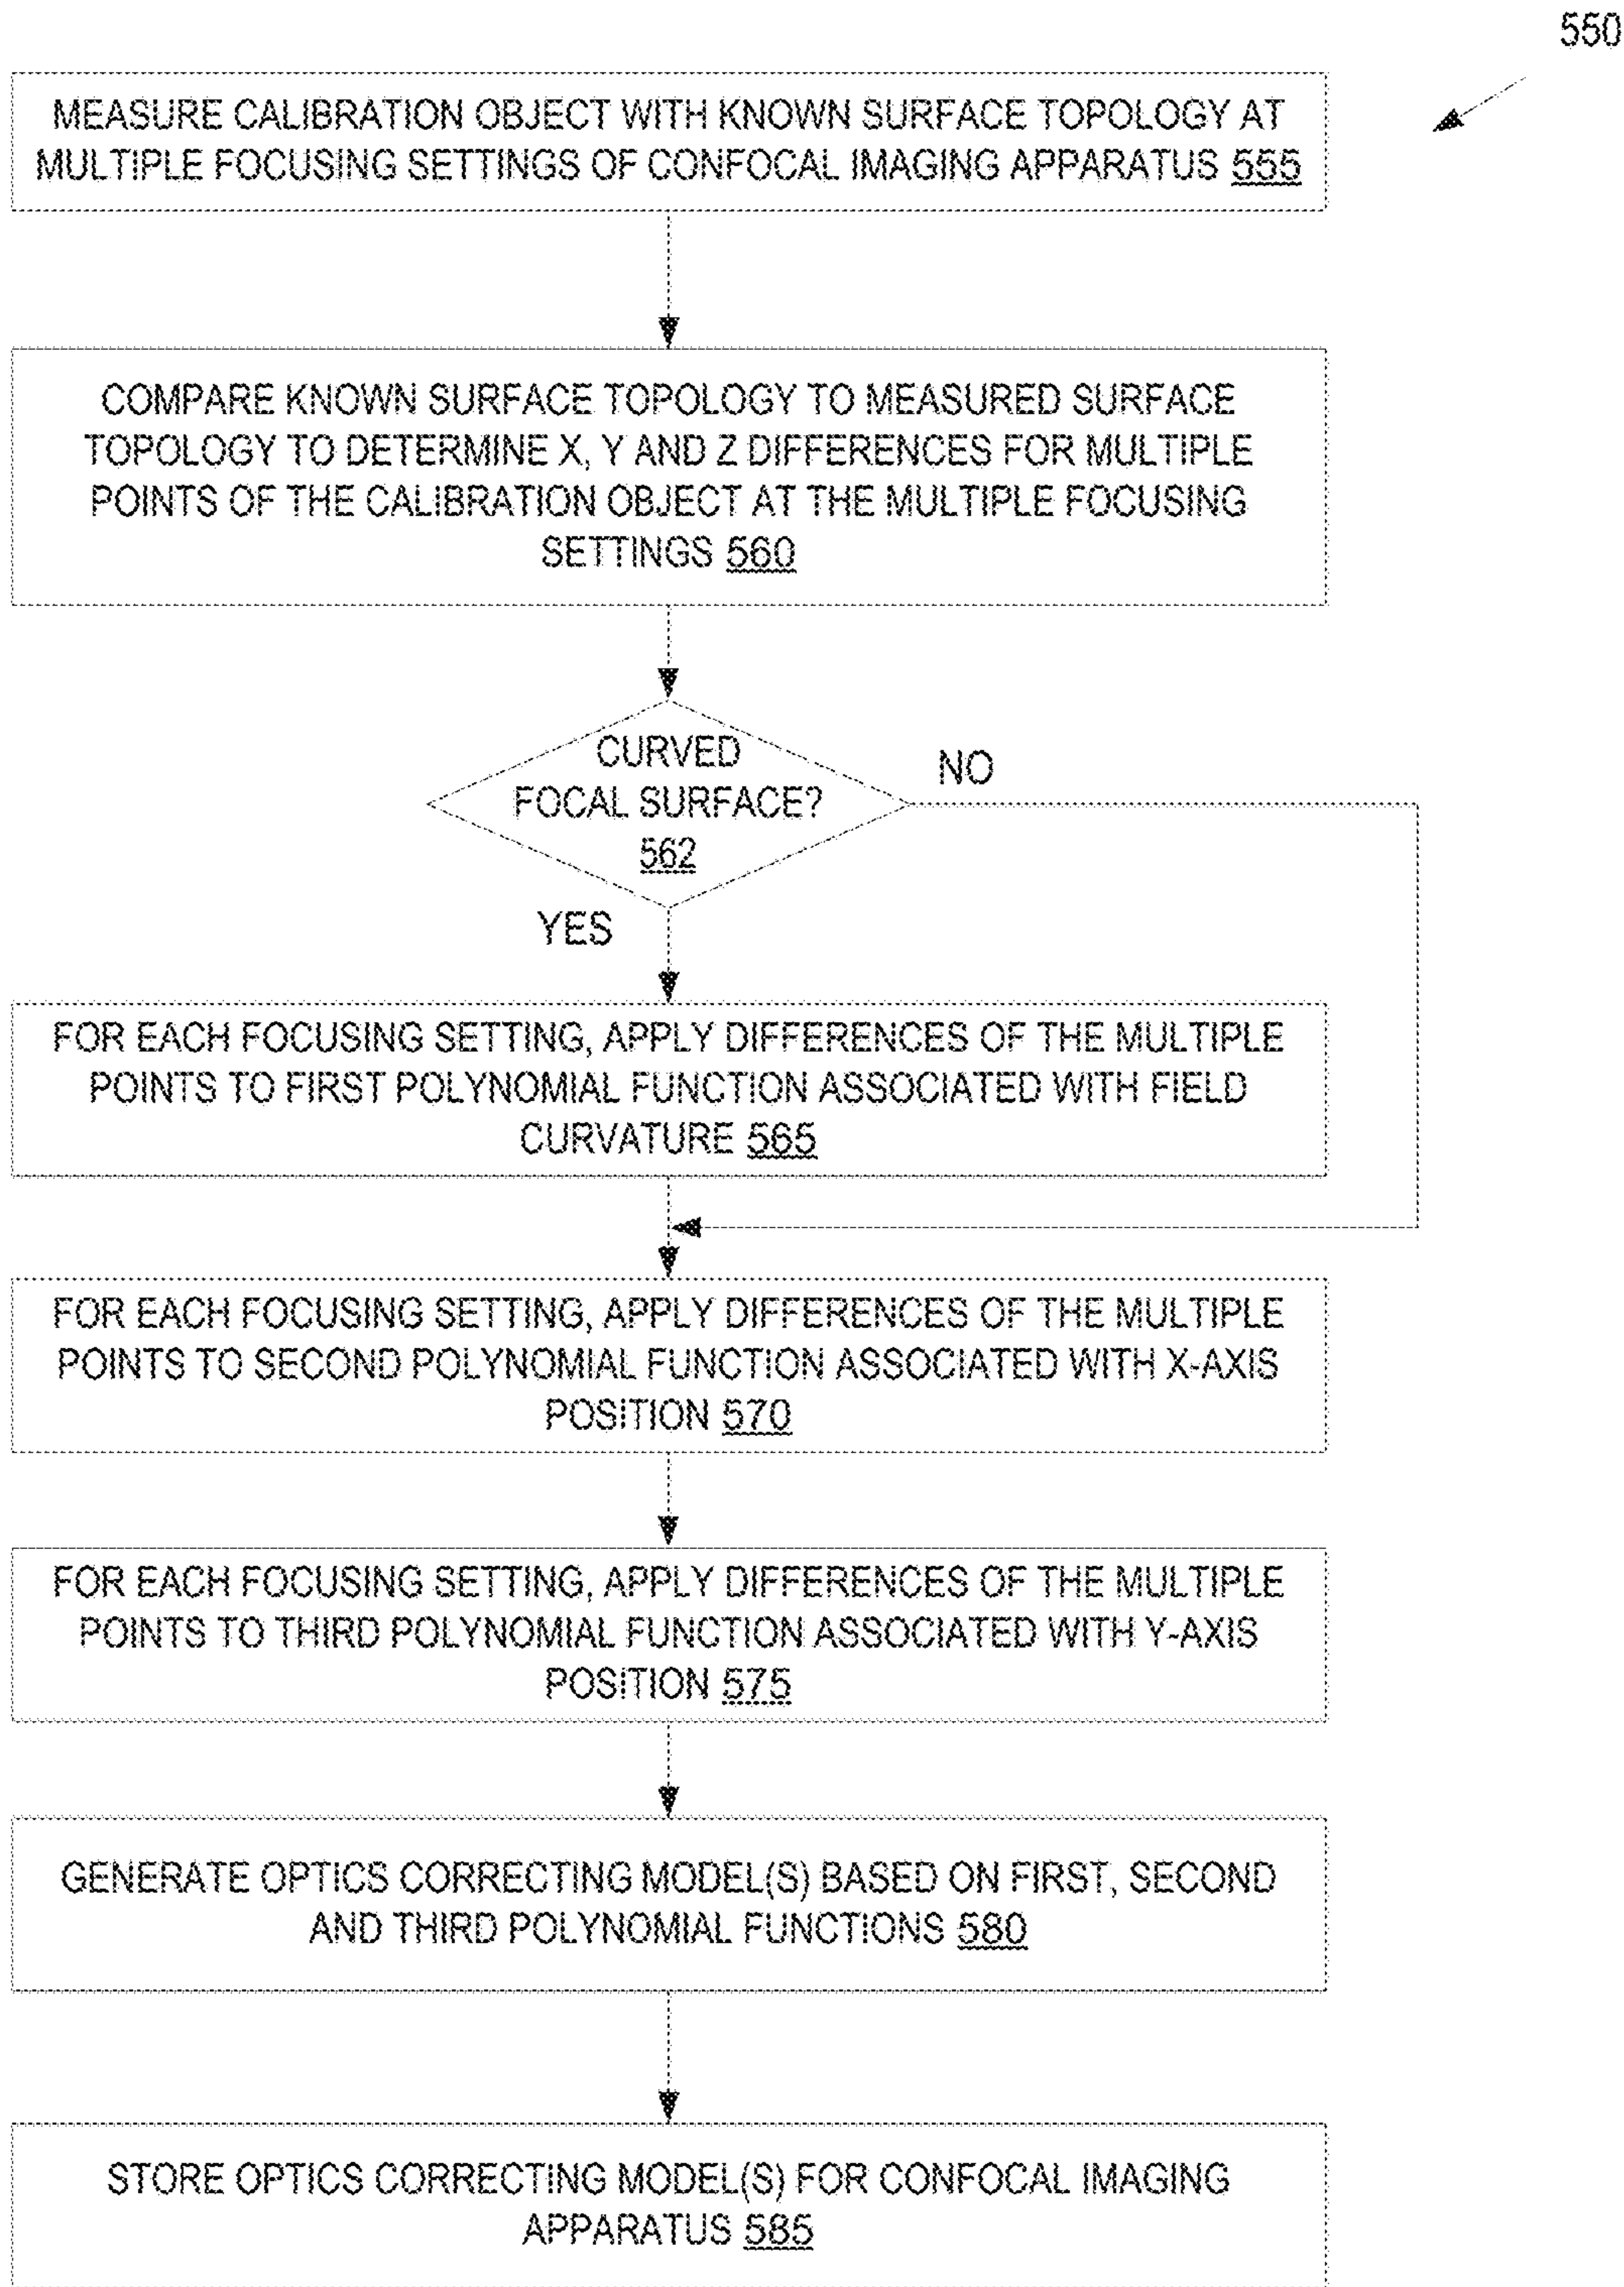 550
MEASURE CALIBRATION OBJECT WITH KNOWN SURFACE TOPOLOGY AT
MULTIPLE FOCUSING SETTINGS OF CONFOCAL IMAGING APPARATUS 555
COMPARE KNOWN SURFACE TOPOLOGY TO MEASURED SURFACE
TOPOLOGY TO DETERMINE X, Y AND Z DIFFERENCES FOR MULTIPLE
POINTS OF THE CALIBRATION OBJECT AT THE MULTIPLE FOCUSING
SETTINGS 560
CURVED
FOCAL SURFACE?
562
NO
YES
FOR EACH FOCUSING SETTING, APPLY DIFFERENCES OF THE MULTIPLE
POINTS TO FIRST POLYNOMIAL FUNCTION ASSOCIATED WITH FIELD
CURVATURE 565
FOR EACH FOCUSING SETTING, APPLY DIFFERENCES OF THE MULTIPLE
POINTS TO SECOND POLYNOMIAL FUNCTION ASSOCIATED WITH X-AXIS
POSITION 570
FOR EACH FOCUSING SETTING, APPLY DIFFERENCES OF THE MULTIPLE
POINTS TO THIRD POLYNOMIAL FUNCTION ASSOCIATED WITH Y-AXIS
POSITION 575
GENERATE OPTICS CORRECTING MODEL(S) BASED ON FIRST, SECOND
AND THIRD POLYNOMIAL FUNCTIONS 580
STORE OPTICS CORRECTING MODEL(S) FOR CONFOCAL IMAGING
APPARATUS 585